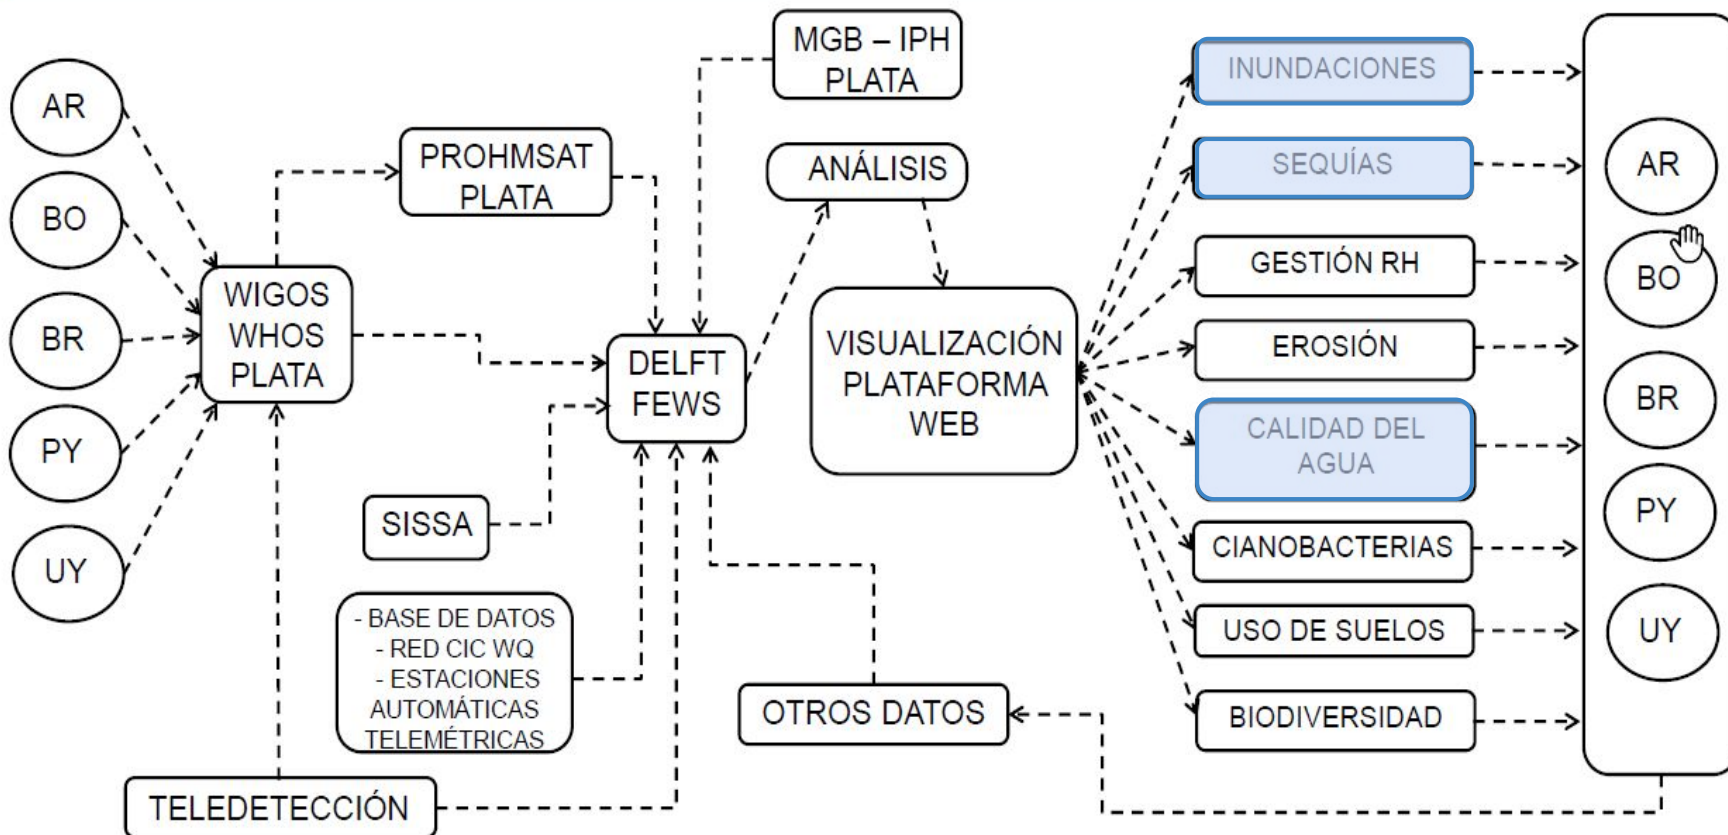 AR
BO
BR
PY
UY
WIGOS
WHOS
PLATA
PROHMSAT
PLATA
MGB – IPH
PLATA
ANÁLISIS
DELFT
FEWS
SISSA
- BASE DE DATOS
- RED CIC WQ
- ESTACIONES
AUTOMÁTICAS
TELEMÉTRICAS
TELEDETECCIÓN
OTROS DATOS
VISUALIZACIÓN
PLATAFORMA
WEB
INUNDACIONES
SEQUÍAS
GESTIÓN RH
EROSIÓN
CALIDAD DEL
AGUA
CIANOBACTERIAS
USO DE SUELOS
BIODIVERSIDAD
AR
BO
BR
PY
UY